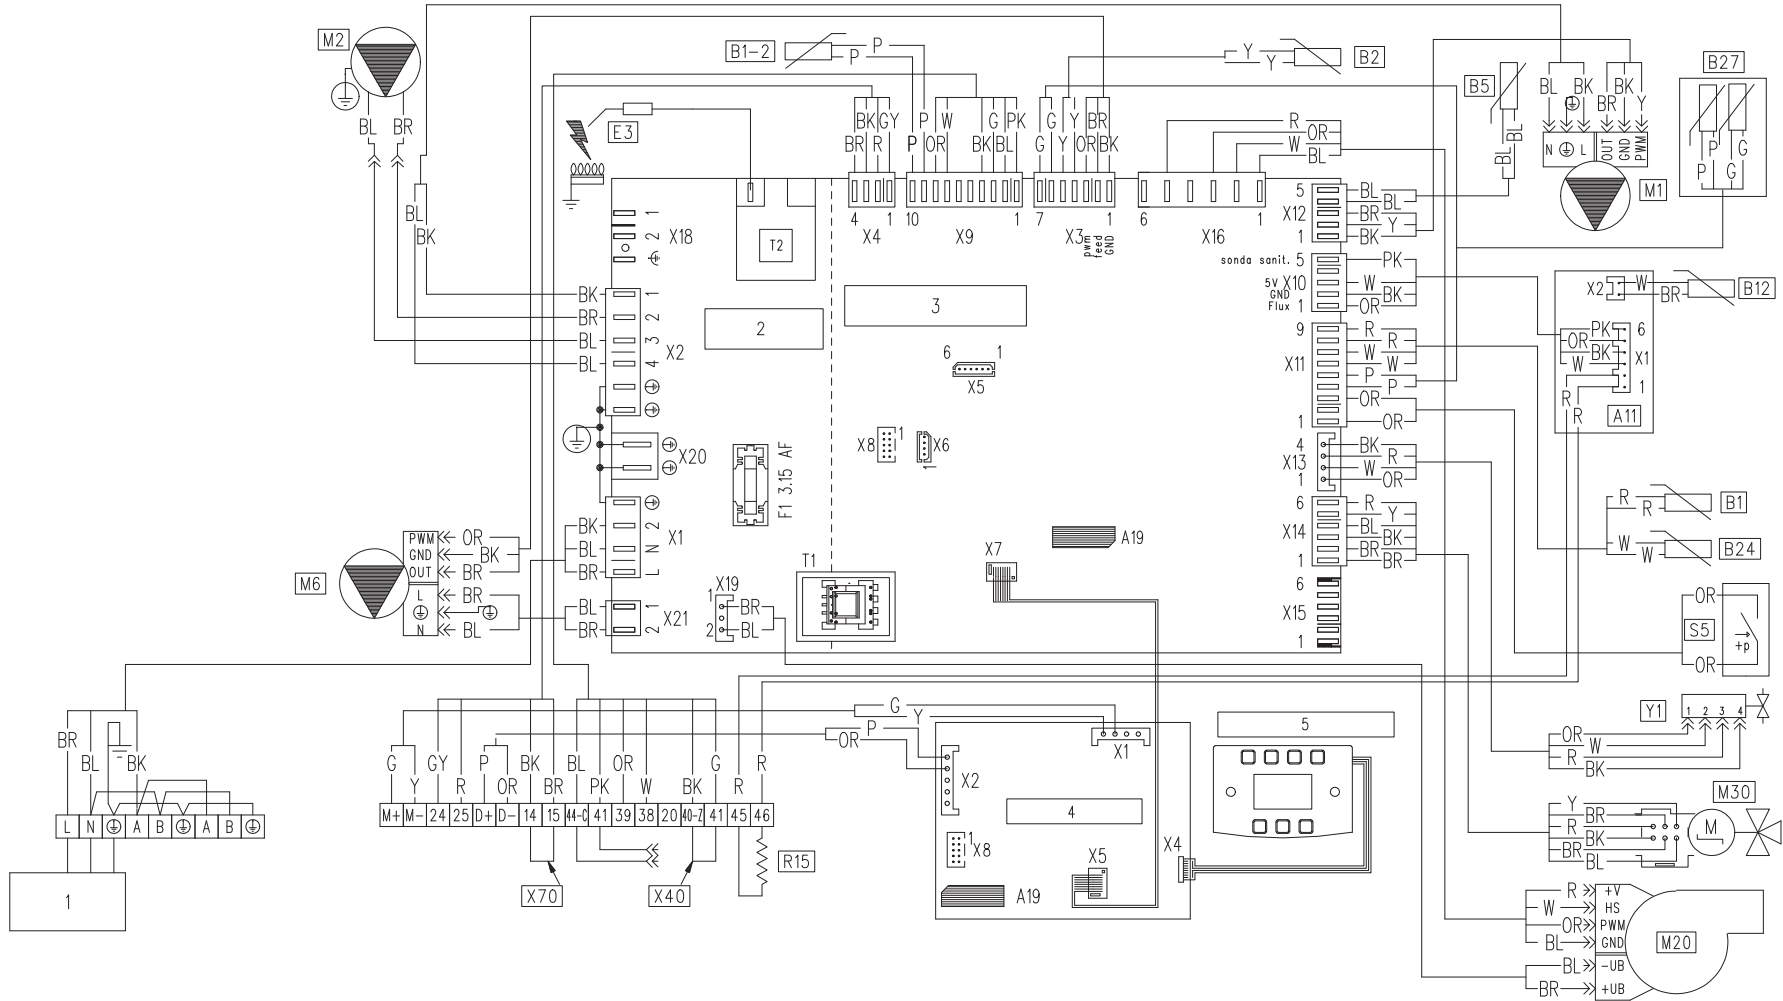 M2
B1-2
P
P
Y
Y
B2
B5
BL
BK
BL
BL
BR
BK
Y
B27
P
G
P
G
N
L
OUT
GND
PWM
M1
BL
BR
E3
BK
GY
BR
R
P
W
G
PK
P
OR
BK
BL
G
Y
BR
G
Y
OR
BK
R
OR
W
BL
BL
BK
1
2
X18
T2
4
1
X4
10
1
X9
7
1
X3
pwm
feed
GND
6
1
X16
5
X12
1
BL
BL
BR
Y
BK
sonda sanit.
5
5V
X10
GND
Flux
1
PK
W
BK
OR
X2
W
BR
B12
PK
OR
BK
W
6
X1
1
R
R
A11
BK
BR
BL
BL
1
2
3
4
X2
2
3
6
1
X5
9
X11
1
R
R
W
W
P
P
OR
OR
X20
F1 3.15 AF
X8
1
X6
1
4
X13
1
BK
R
W
OR
6
X14
1
R
Y
BL
BK
BR
BR
R
R
B1
W
W
B24
BK
BL
BR
2
N
L
X1
M6
PWM
GND
OUT
L
N
OR
BK
BR
BR
BL
BL
BR
1
2
X21
X19
1
2
BR
BL
T1
X7
A19
6
X15
1
OR
S5
+p
OR
BR
BL
BK
L
N
A
B
A
B
1
G
Y
GY
R
P
OR
BK
BR
BL
PK
OR
W
BK
G
R
R
M+
M-
24
25
D+
D-
14
15
44-C
41
39
38
20
40-Z
41
45
46
X70
X40
R15
G
Y
P
OR
X1
X2
4
X8
1
X5
X4
A19
5
Y1
1
2
3
4
OR
W
R
BK
M30
Y
BR
R
BK
BR
BL
M
R
W
OR
BL
BL
BR
+V
HS
PWM
GND
-UB
+UB
M20